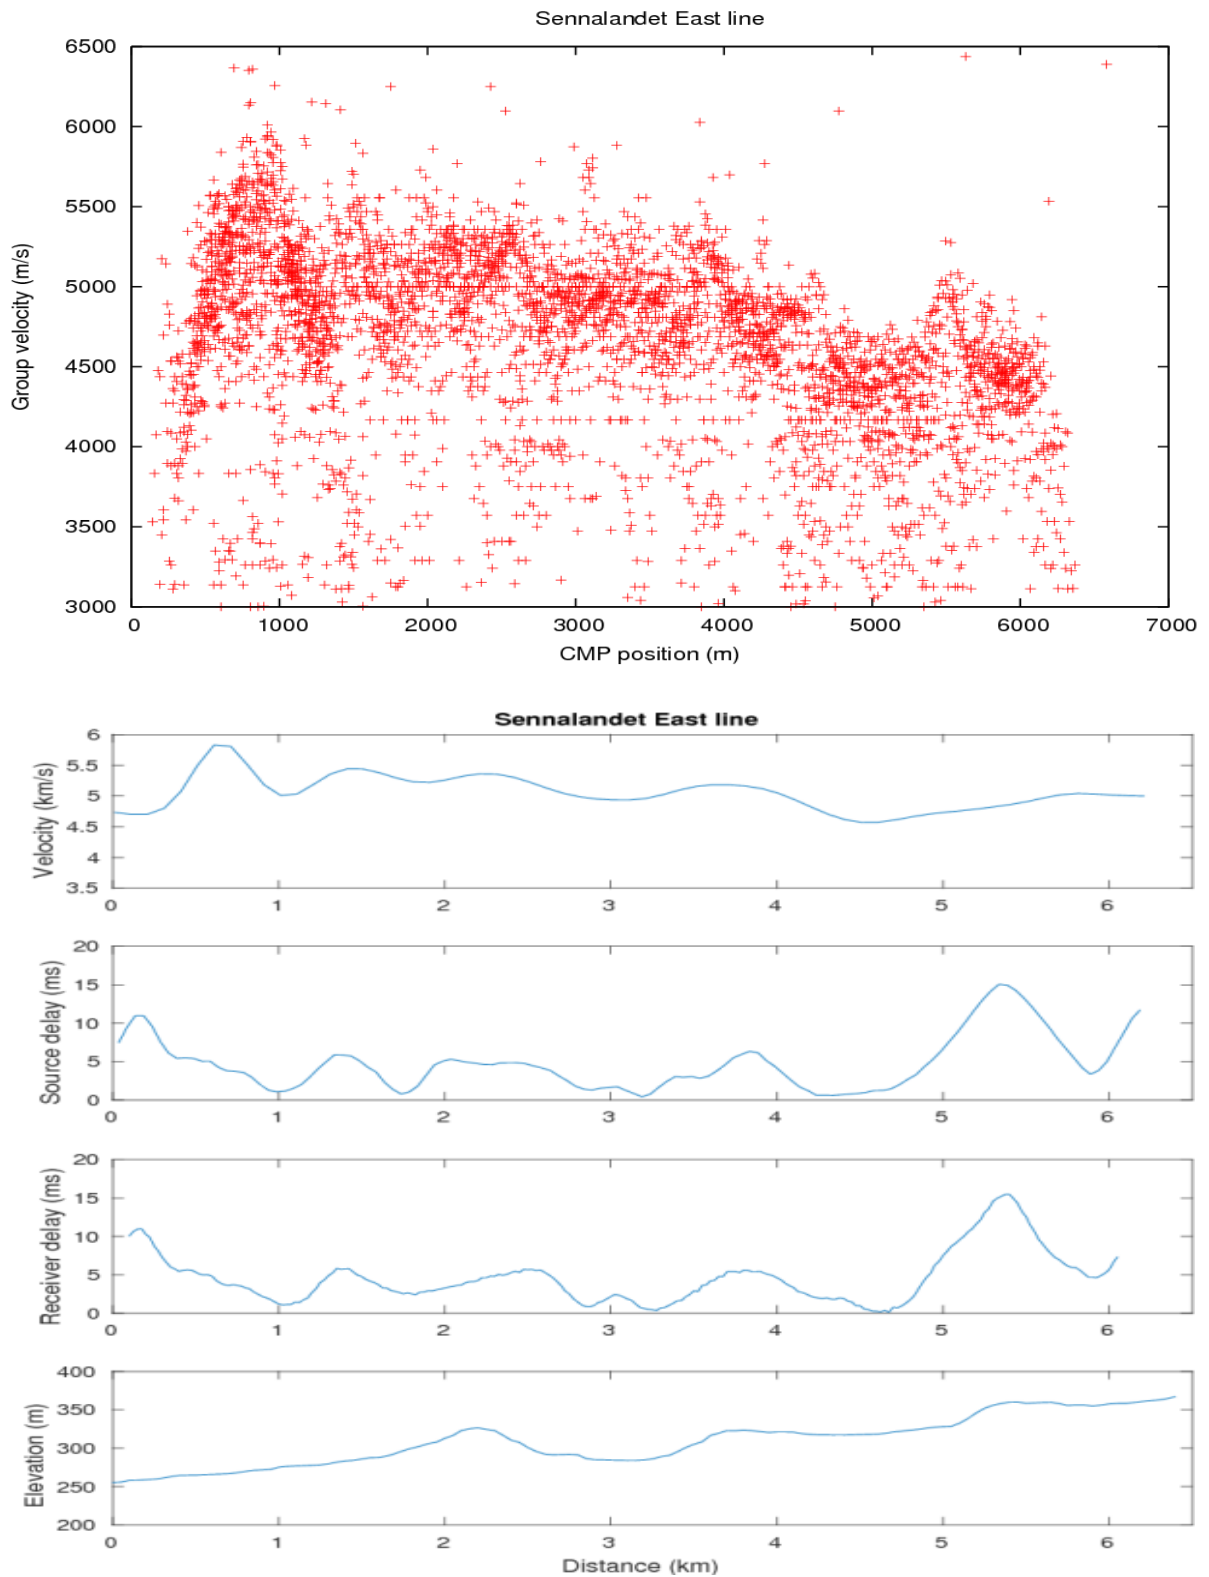 Sennalandet East line
6500
6000
5500
5000
4500
4000
3500
3000
Group velocity (m/s)
0 1000 2000 3000 4000 5000 6000 7000
CMP position (m)
Sennalandet East line
6
5.5
5
4.5
4
3.5
Velocity (km/s)
0 1 2 3 4 5 6
20
15
10
5
0
Source delay (ms)
0 1 2 3 4 5 6
20
15
10
5
0
Receiver delay (ms)
0 1 2 3 4 5 6
400
350
300
250
200
Elevation (m)
0 1 2 3 4 5 6
Distance (km)